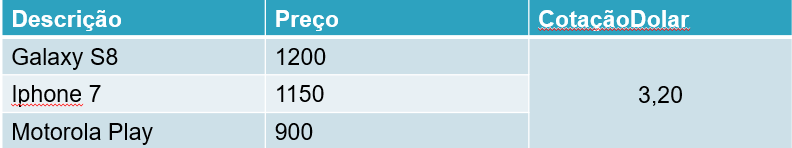 Descrição Preço CotaçãoDolar
Galaxy S8 1200
Iphone 7 1150 3,20
Motorola Play 900